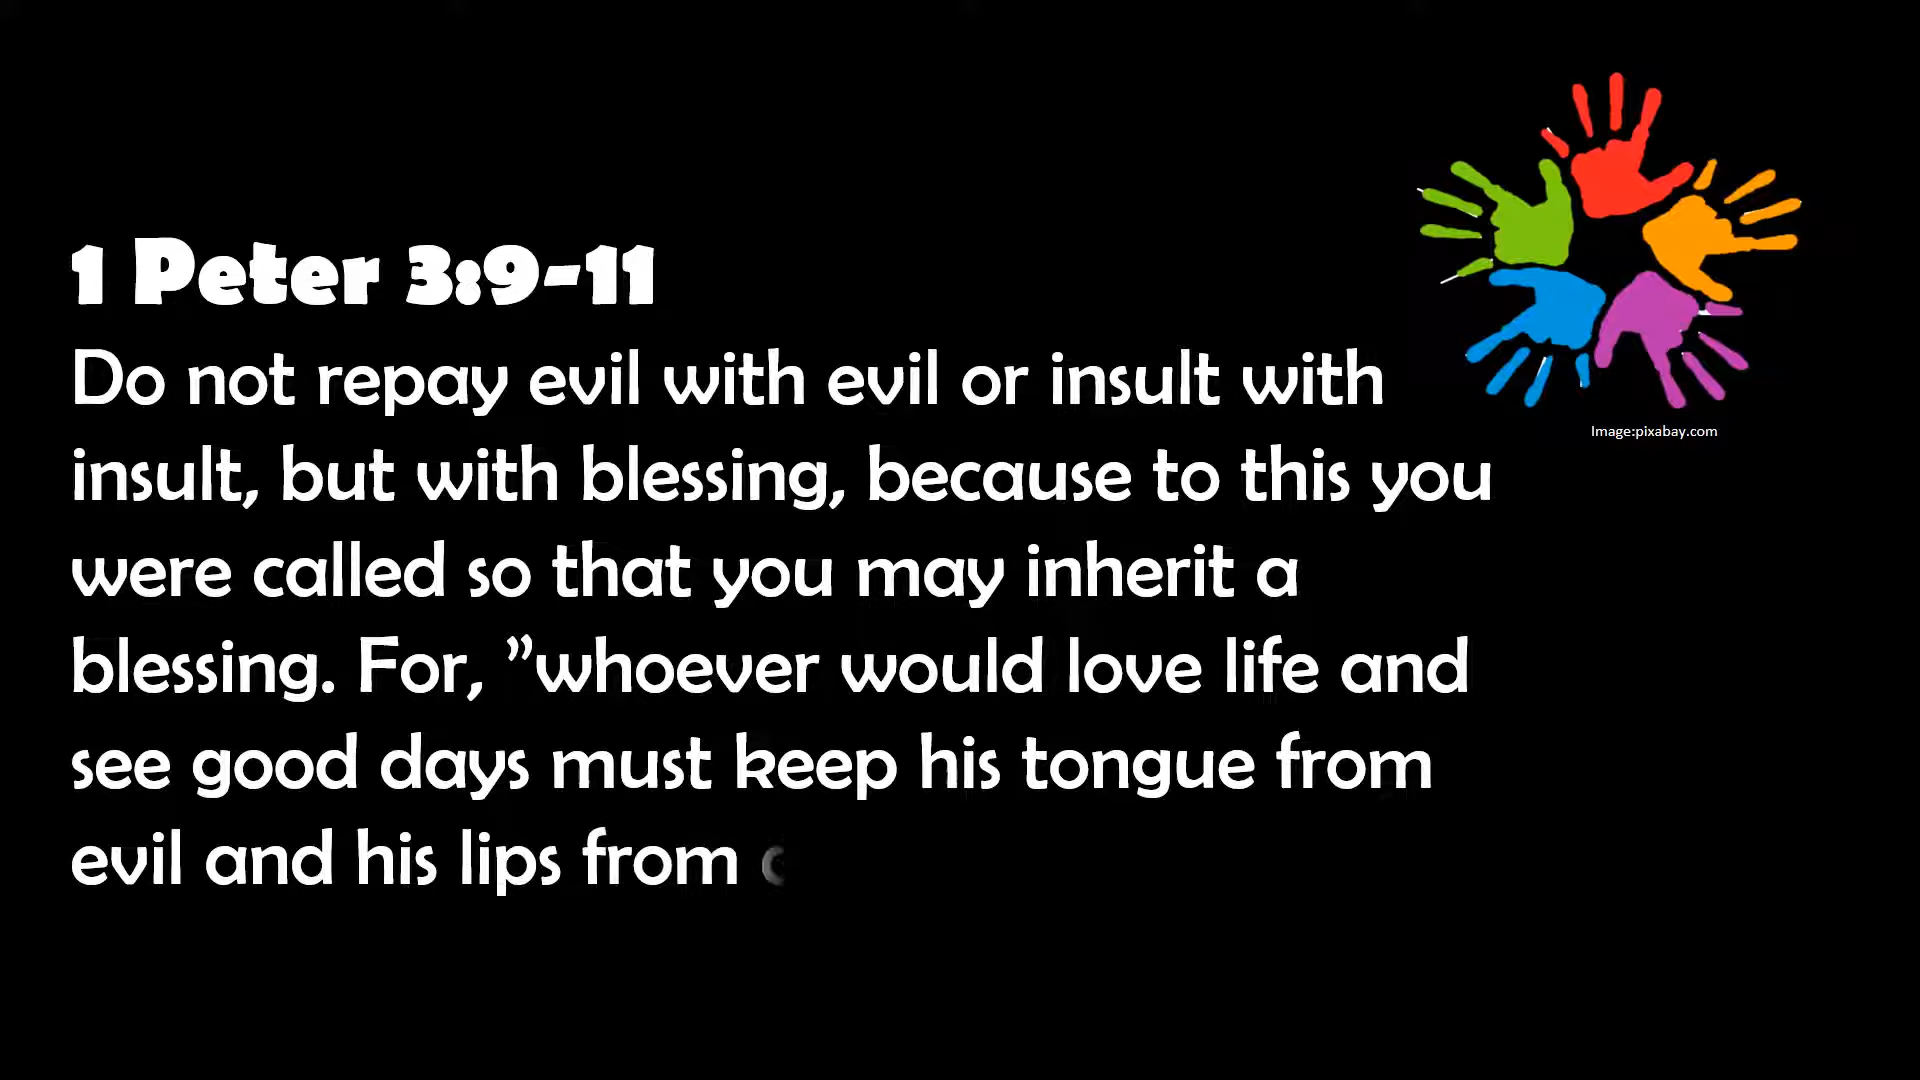 1 Peter 3:9-11
Do not repay evil with evil or insult with
insult, but with blessing, because to this you
were called so that you may inherit a
blessing. For, ”whoever would love life and
see good days must keep his tongue from
evil and his lips from
Image:pixabay.com